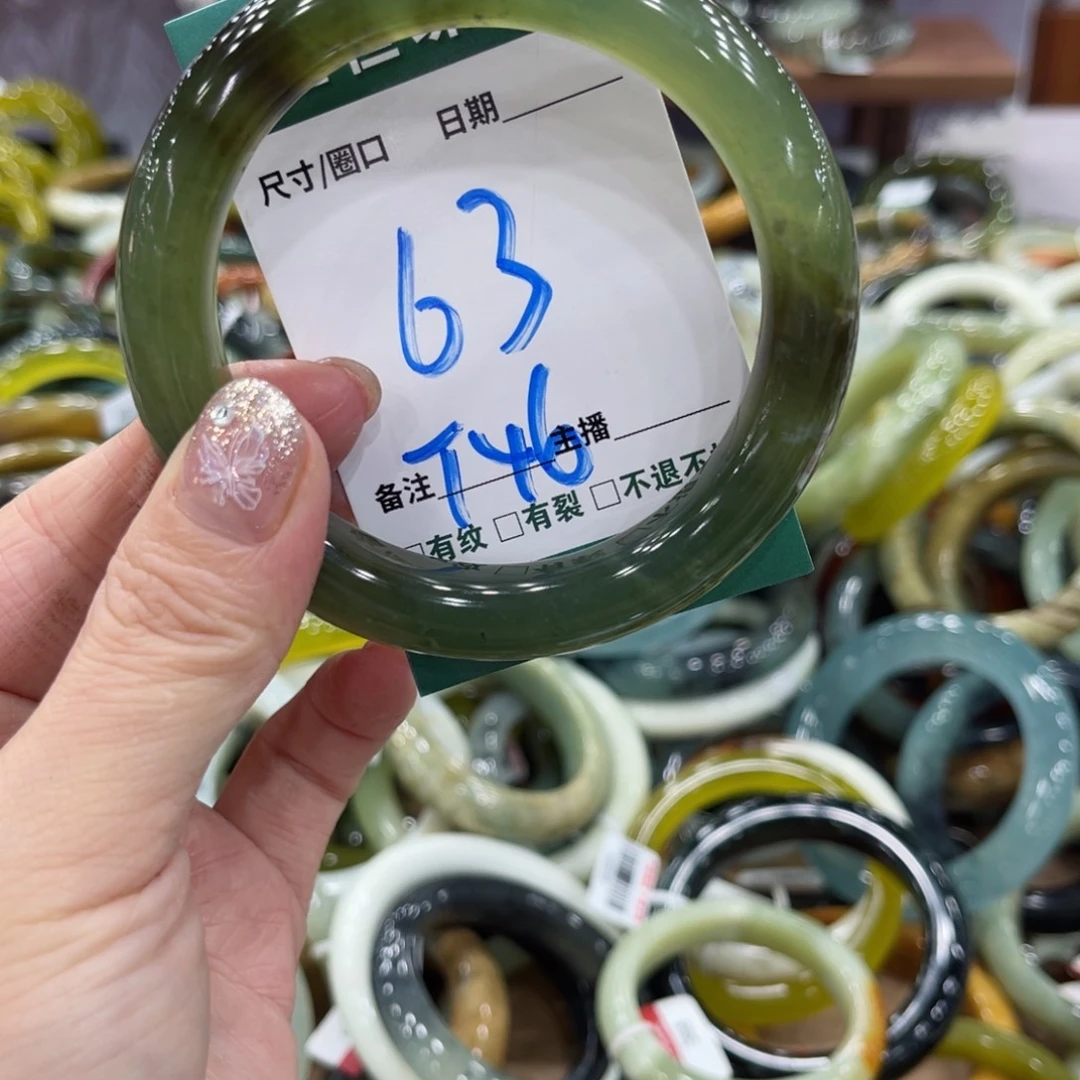 日期
尺寸/圈口
63
T46
主播
备注
□有纹 □有裂 □不退不